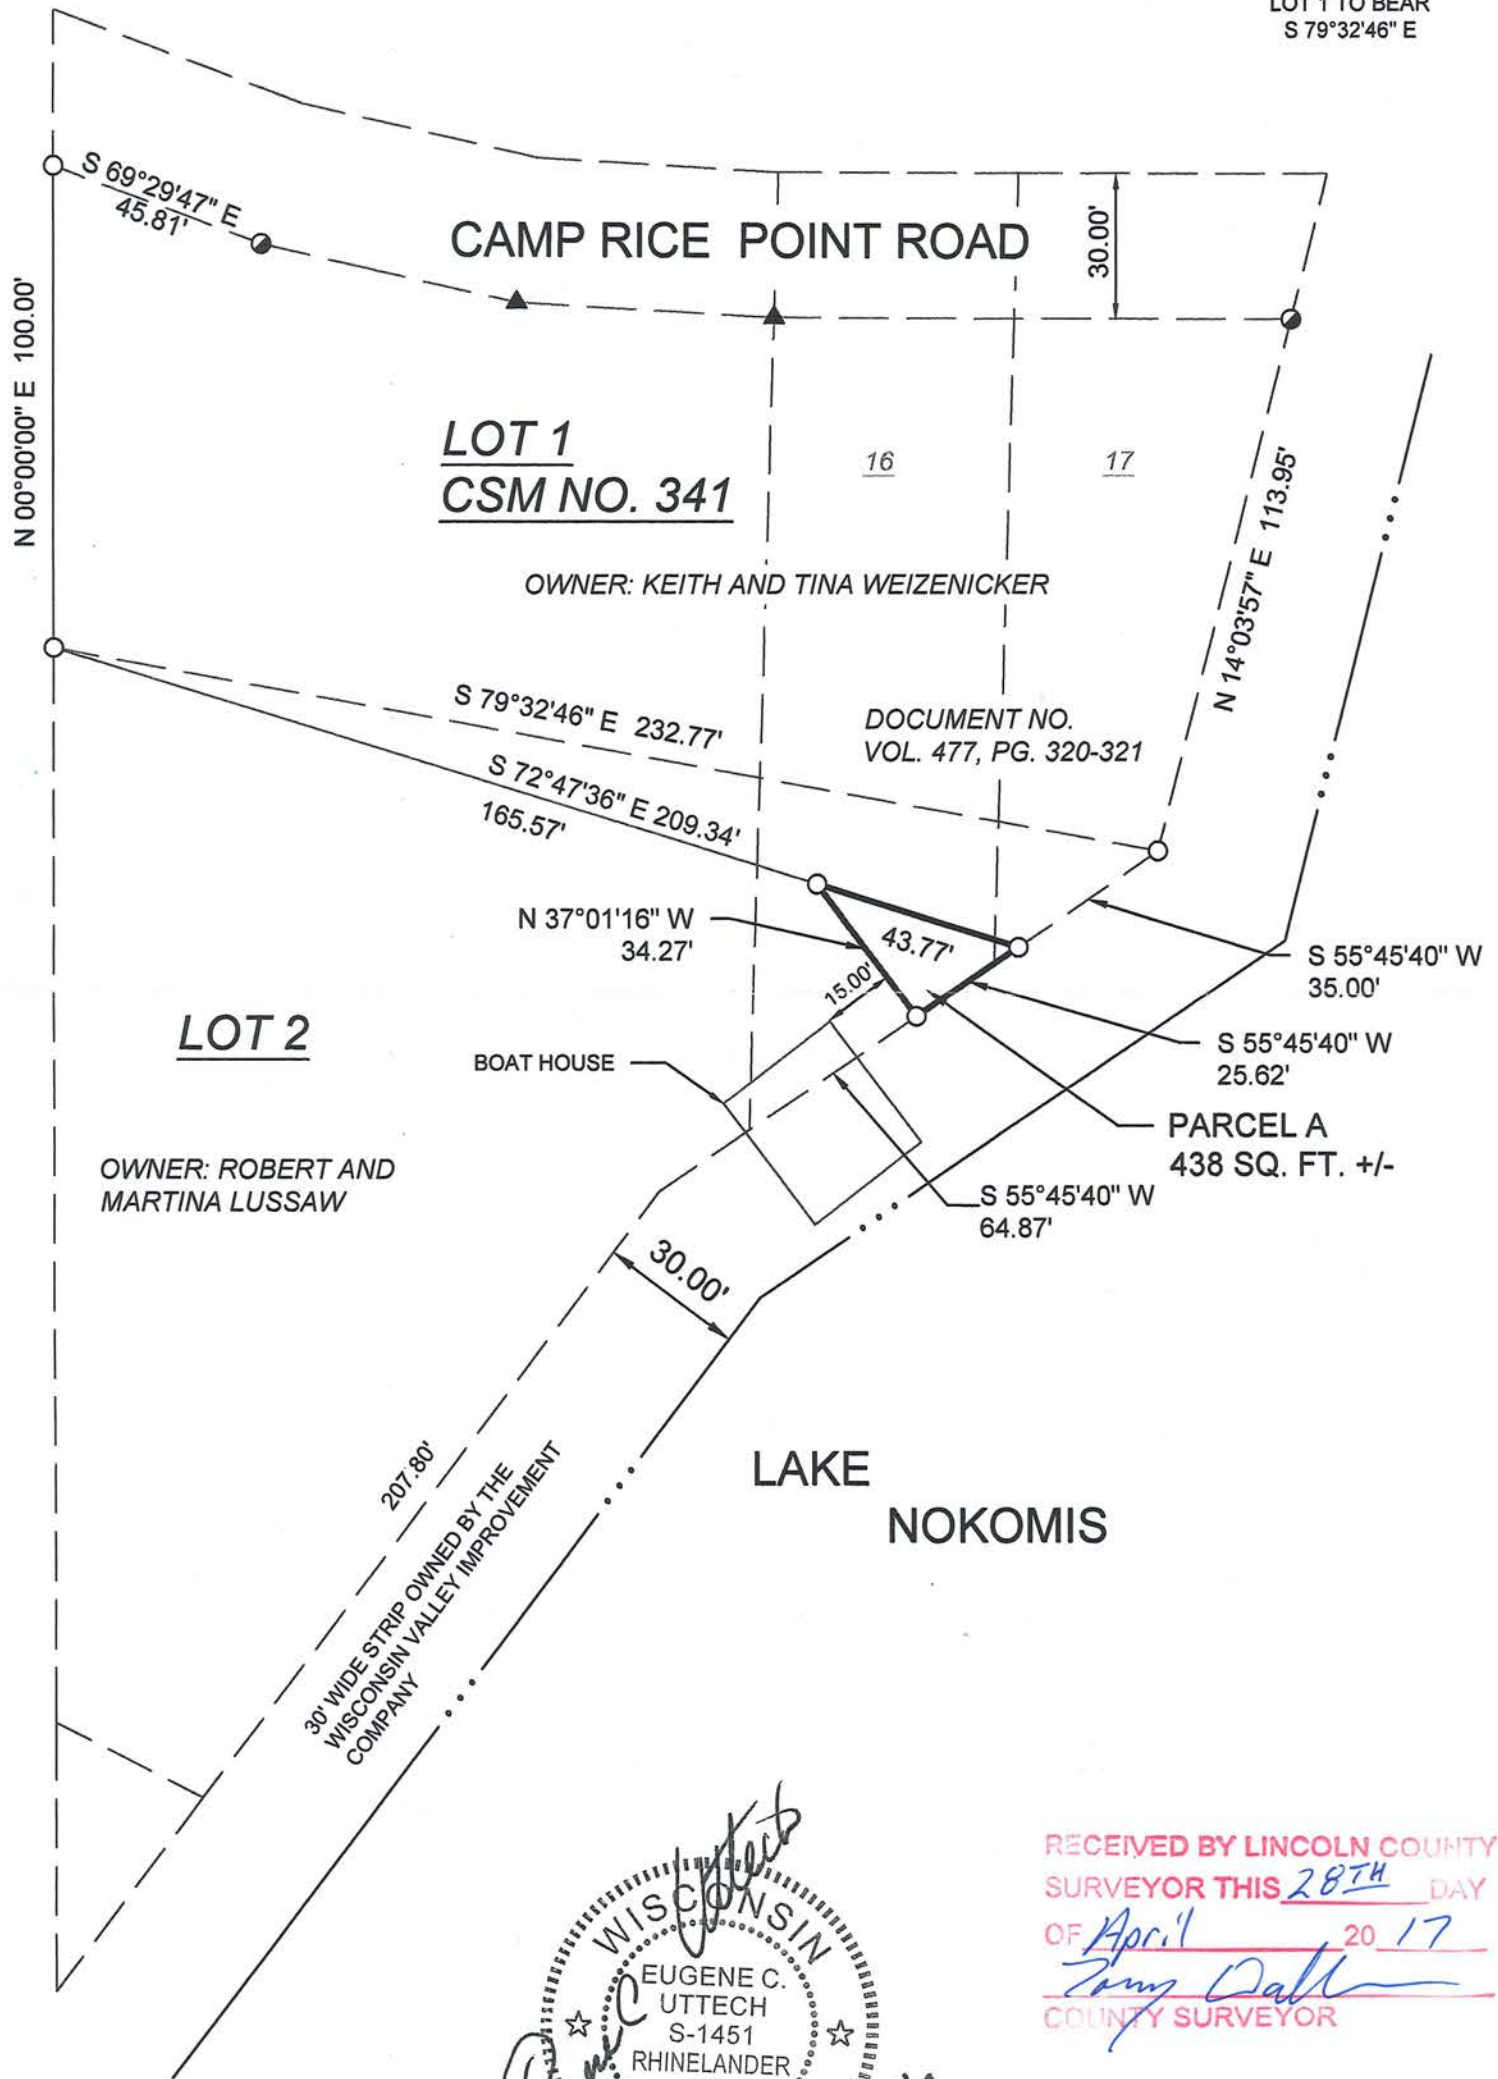 LOT 1 TO BEAR
S 79°32'46" E
S 69°29'47" E
45.81'
CAMP RICE POINT ROAD
30.00'
N 00°00'00" E 100.00'
LOT 1
CSM NO. 341
16
17
N 14°03'57" E 113.95'
OWNER: KEITH AND TINA WEIZENICKER
S 79°32'46" E 232.77'
DOCUMENT NO.
VOL. 477, PG. 320-321
S 72°47'36" E 209.34'
165.57'
N 37°01'16" W
34.27'
43.77'
15.00'
S 55°45'40" W
35.00'
LOT 2
BOAT HOUSE
S 55°45'40" W
25.62'
PARCEL A
438 SQ. FT. +/-
OWNER: ROBERT AND
MARTINA LUSSAW
S 55°45'40" W
64.87'
30.00'
207.80'
30' WIDE STRIP OWNED BY THE
WISCONSIN VALLEY IMPROVEMENT
COMPANY
LAKE
NOKOMIS
WISCONSIN
EUGENE C.
UTTECH
S-1451
RHINELANDER
RECEIVED BY LINCOLN COUNTY
SURVEYOR THIS 28TH DAY
OF April 20 17
COUNTY SURVEYOR